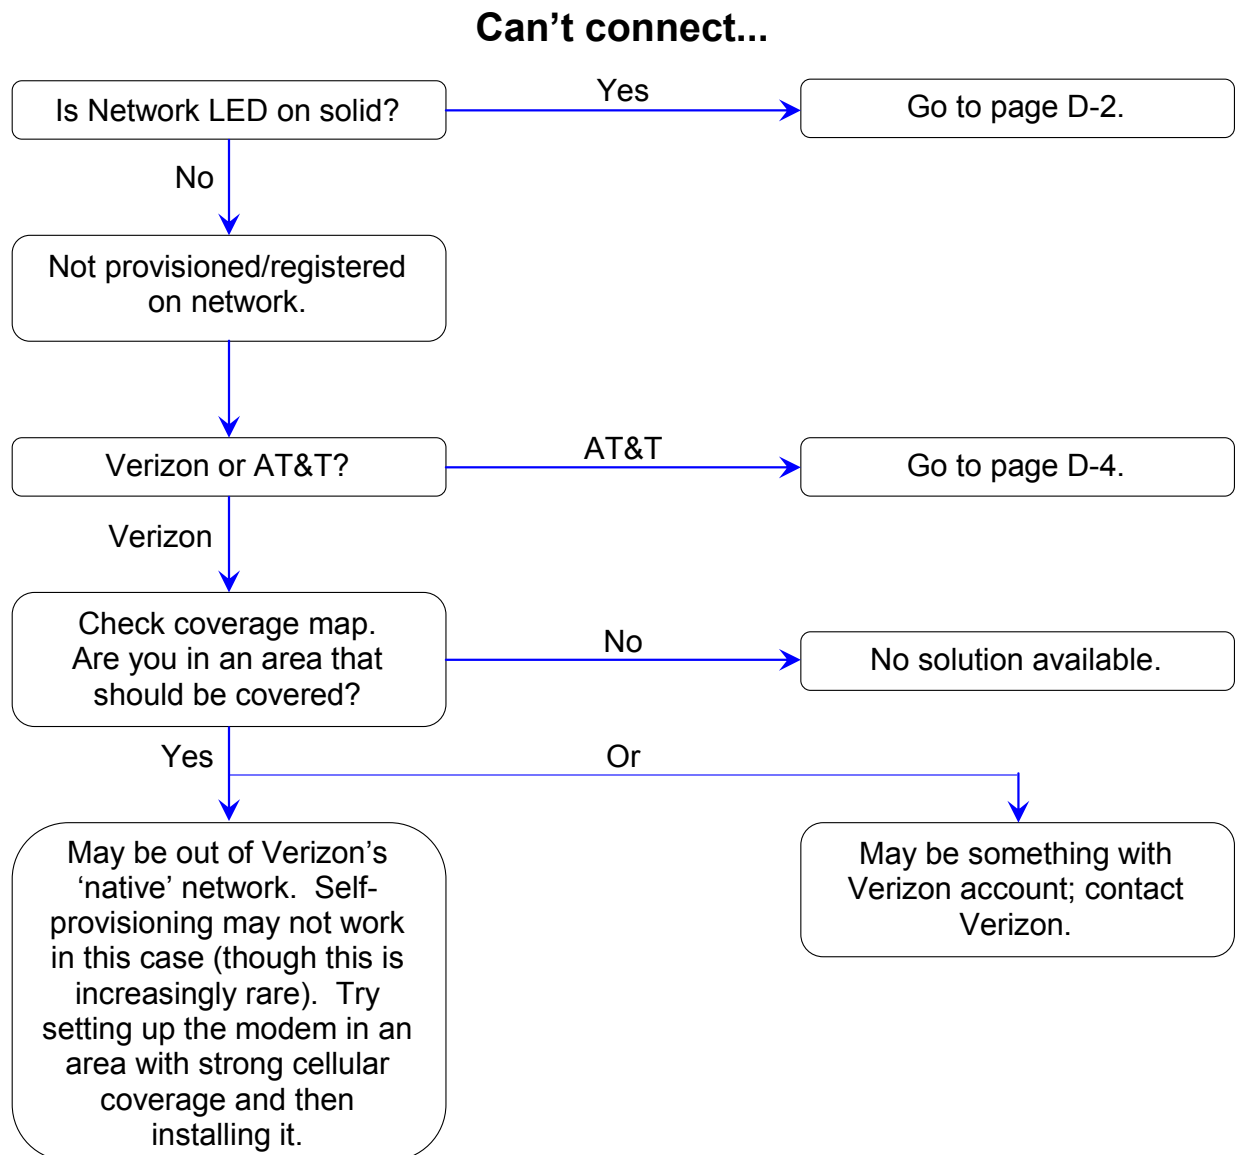 Can't connect...
Is Network LED on solid?
Yes
Go to page D-2.
No
Not provisioned/registered
on network.
Verizon or AT&T?
AT&T
Go to page D-4.
Verizon
Check coverage map.
Are you in an area that
should be covered?
No
No solution available.
Yes
Or
May be out of Verizon's
‘native’ network.  Self-
provisioning may not work
in this case (though this is
increasingly rare).  Try
setting up the modem in an
area with strong cellular
coverage and then
installing it.
May be something with
Verizon account; contact
Verizon.